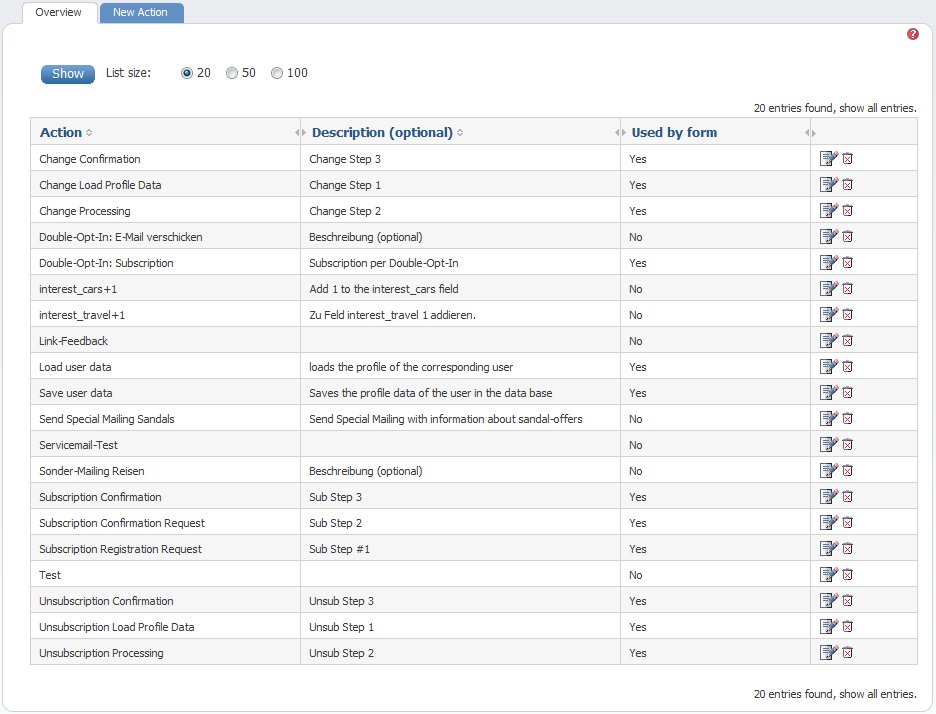 Overview New Action
?
Show List size: 20 50 100
20 entries found, show all entries.
Action Description (optional) Used by form
Change Confirmation Change Step 3 Yes
Change Load Profile Data Change Step 1 Yes
Change Processing Change Step 2 Yes
Double-Opt-In: E-Mail verschicken Beschreibung (optional) No
Double-Opt-In: Subscription Subscription per Double-Opt-In Yes
interest_cars+1 Add 1 to the interest_cars field No
interest_travel+1 Zu Feld interest_travel 1 addieren. No
Link-Feedback No
Load user data loads the profile of the corresponding user Yes
Save user data Saves the profile data of the user in the data base Yes
Send Special Mailing Sandals Send Special Mailing with information about sandal-offers No
Servicemail-Test No
Sonder-Mailing Reisen Beschreibung (optional) No
Subscription Confirmation Sub Step 3 Yes
Subscription Confirmation Request Sub Step 2 Yes
Subscription Registration Request Sub Step #1 Yes
Test No
Unsubscription Confirmation Unsub Step 3 Yes
Unsubscription Load Profile Data Unsub Step 1 Yes
Unsubscription Processing Unsub Step 2 Yes
20 entries found, show all entries.